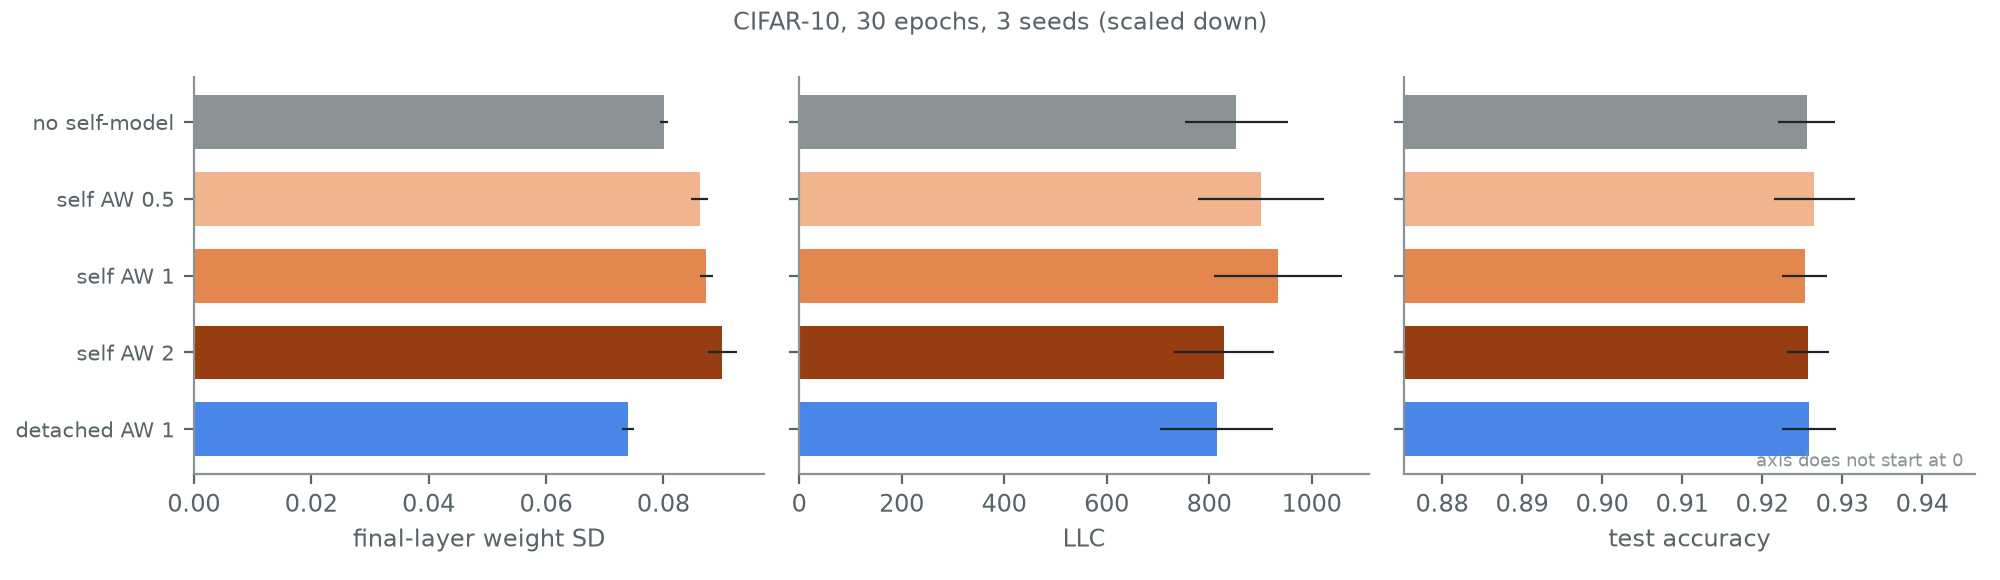 CIFAR-10, 30 epochs, 3 seeds (scaled down)
no self-model
self AW 0.5
self AW 1
self AW 2
detached AW 1
0.00 0.02 0.04 0.06 0.08
final-layer weight SD
0 200 400 600 800 1000
LLC
axis does not start at 0
0.88 0.89 0.90 0.91 0.92 0.93 0.94
test accuracy